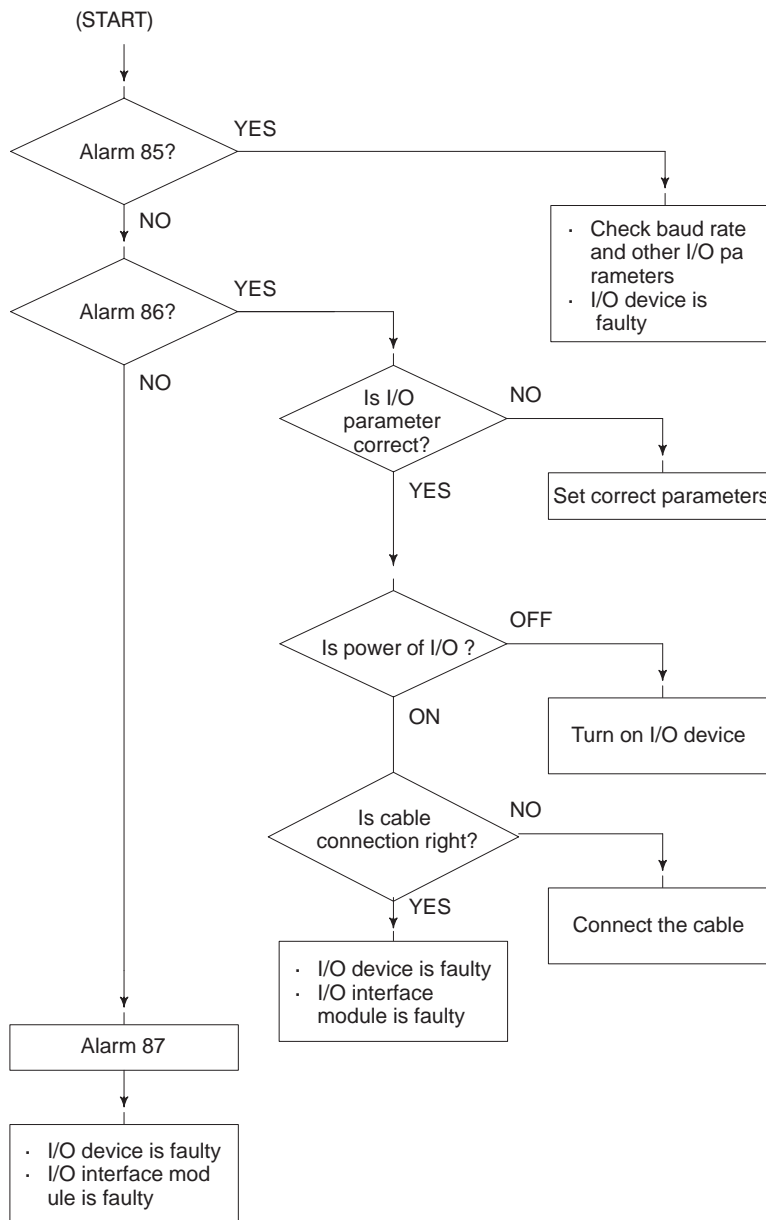 (START)
Alarm 85?
YES
NO
· Check baud rate
and other I/O pa
rameters
· I/O device is
faulty
Alarm 86?
YES
NO
Is I/O
parameter
correct?
NO
YES
Set correct parameters
Is power of I/O ?
OFF
ON
Turn on I/O device
Is cable
connection right?
NO
YES
Connect the cable
· I/O device is faulty
· I/O interface
module is faulty
Alarm 87
· I/O device is faulty
· I/O interface mod
ule is faulty